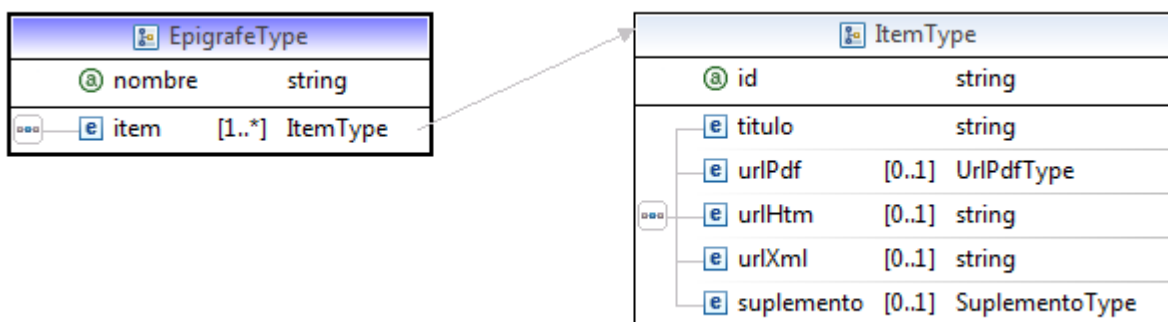 EpigrafeType
nombre string
item [1..*] ItemType
ItemType
id string
titulo string
urlPdf [0..1] UrlPdfType
urlHtm [0..1] string
urlXml [0..1] string
suplemento [0..1] SuplementoType